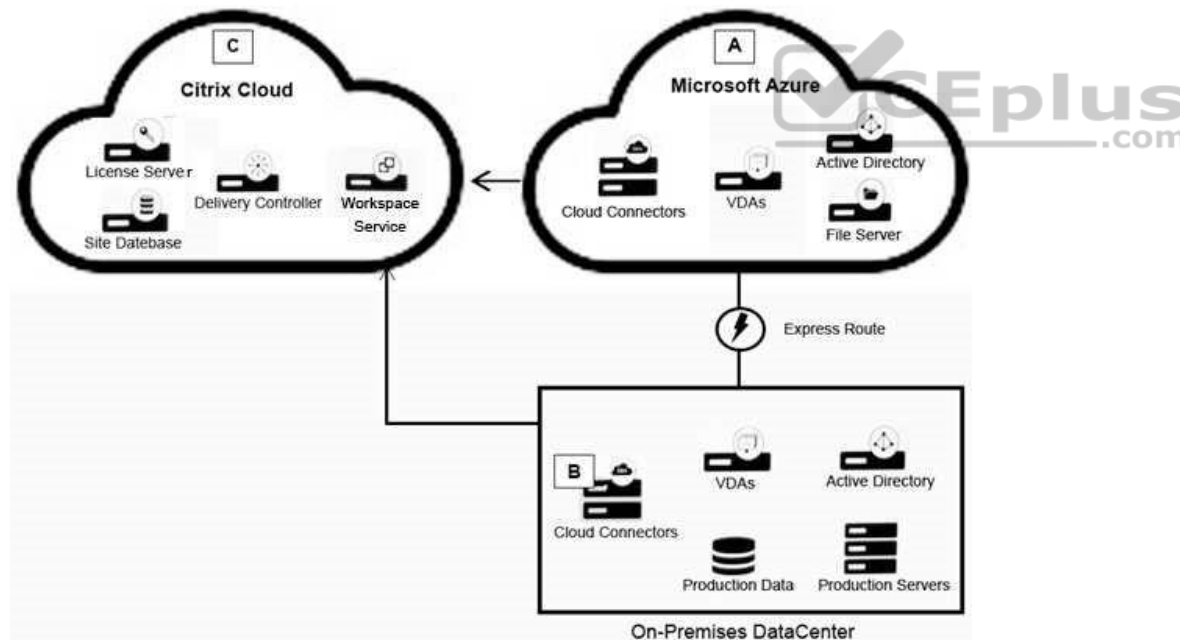 C
Citrix Cloud
License Server
Delivery Controller
Workspace
Service
Site Datebase
A
Microsoft Azure
Cloud Connectors
VDAs
Active Directory
File Server
CEplus
.com
Express Route
B
Cloud Connectors
VDAs
Active Directory
Production Data
Production Servers
On-Premises DataCenter